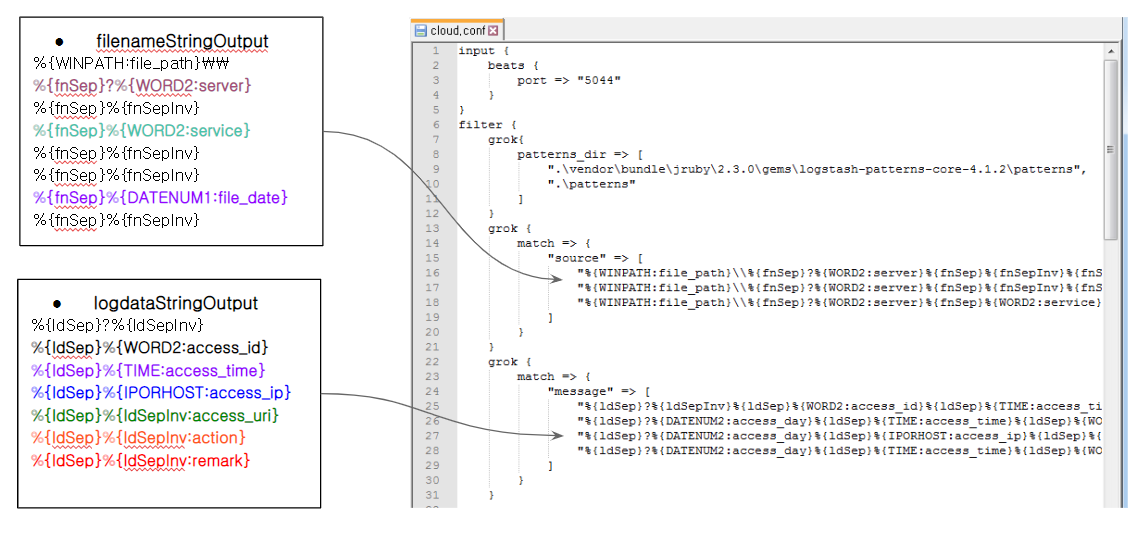 ● filenameStringOutput
%{WINPATH:file_path}₩₩
%{fnSep}?%{WORD2:server}
%{fnSep}%{fnSepInv}
%{fnSep}%{WORD2:service}
%{fnSep}%{fnSepInv}
%{fnSep}%{fnSepInv}
%{fnSep}%{DATENUM1:file_date}
%{fnSep}%{fnSepInv}
● logdataStringOutput
%{ldSep}?%{ldSepInv}
%{ldSep}%{WORD2:access_id}
%{ldSep}%{TIME:access_time}
%{ldSep}%{IPORHOST:access_ip}
%{ldSep}%{ldSepInv:access_uri}
%{ldSep}%{ldSepInv:action}
%{ldSep}%{ldSepInv:remark}
cloud.conf
1 input {
2 beats {
3 port => "5044"
4 }
5 }
6 filter {
7 grok{
8 patterns_dir => [
9 ".\vendor\bundle\jruby\2.3.0\gems\logstash-patterns-core-4.1.2\patterns",
10 ".\patterns"
11 ]
12 }
13 grok {
14 match => {
15 "source" => [
16 "%{WINPATH:file_path}\\%{fnSep}?%{WORD2:server}%{fnSep}%{fnSepInv}%{fnS
17 "%{WINPATH:file_path}\\%{fnSep}?%{WORD2:server}%{fnSep}%{fnSepInv}%{fnS
18 "%{WINPATH:file_path}\\%{fnSep}?%{WORD2:server}%{fnSep}%{WORD2:service}
19 ]
20 }
21 }
22 grok {
23 match => {
24 "message" => [
25 "%{ldSep}?%{ldSepInv}%{ldSep}%{WORD2:access_id}%{ldSep}%{TIME:access_ti
26 "%{ldSep}?%{DATENUM2:access_day}%{ldSep}%{TIME:access_time}%{ldSep}%{WO
27 "%{ldSep}?%{DATENUM2:access_day}%{ldSep}%{IPORHOST:access_ip}%{ldSep}%{
28 "%{ldSep}?%{DATENUM2:access_day}%{ldSep}%{TIME:access_time}%{ldSep}%{WO
29 ]
30 }
31 }